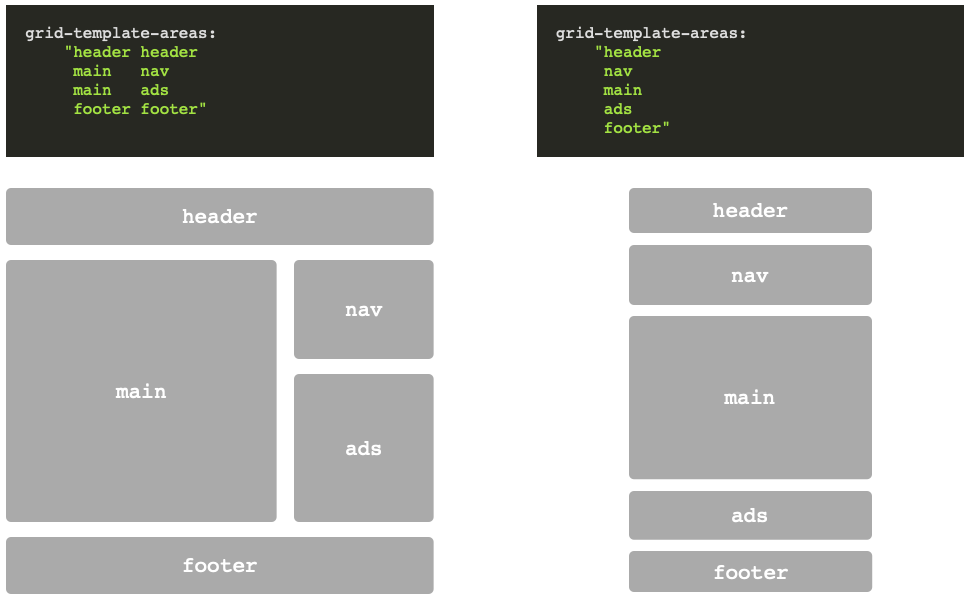 grid-template-areas:
"header header
main   nav
main   ads
footer footer"
header
main
nav
ads
footer
grid-template-areas:
"header
nav
main
ads
footer"
header
nav
main
ads
footer